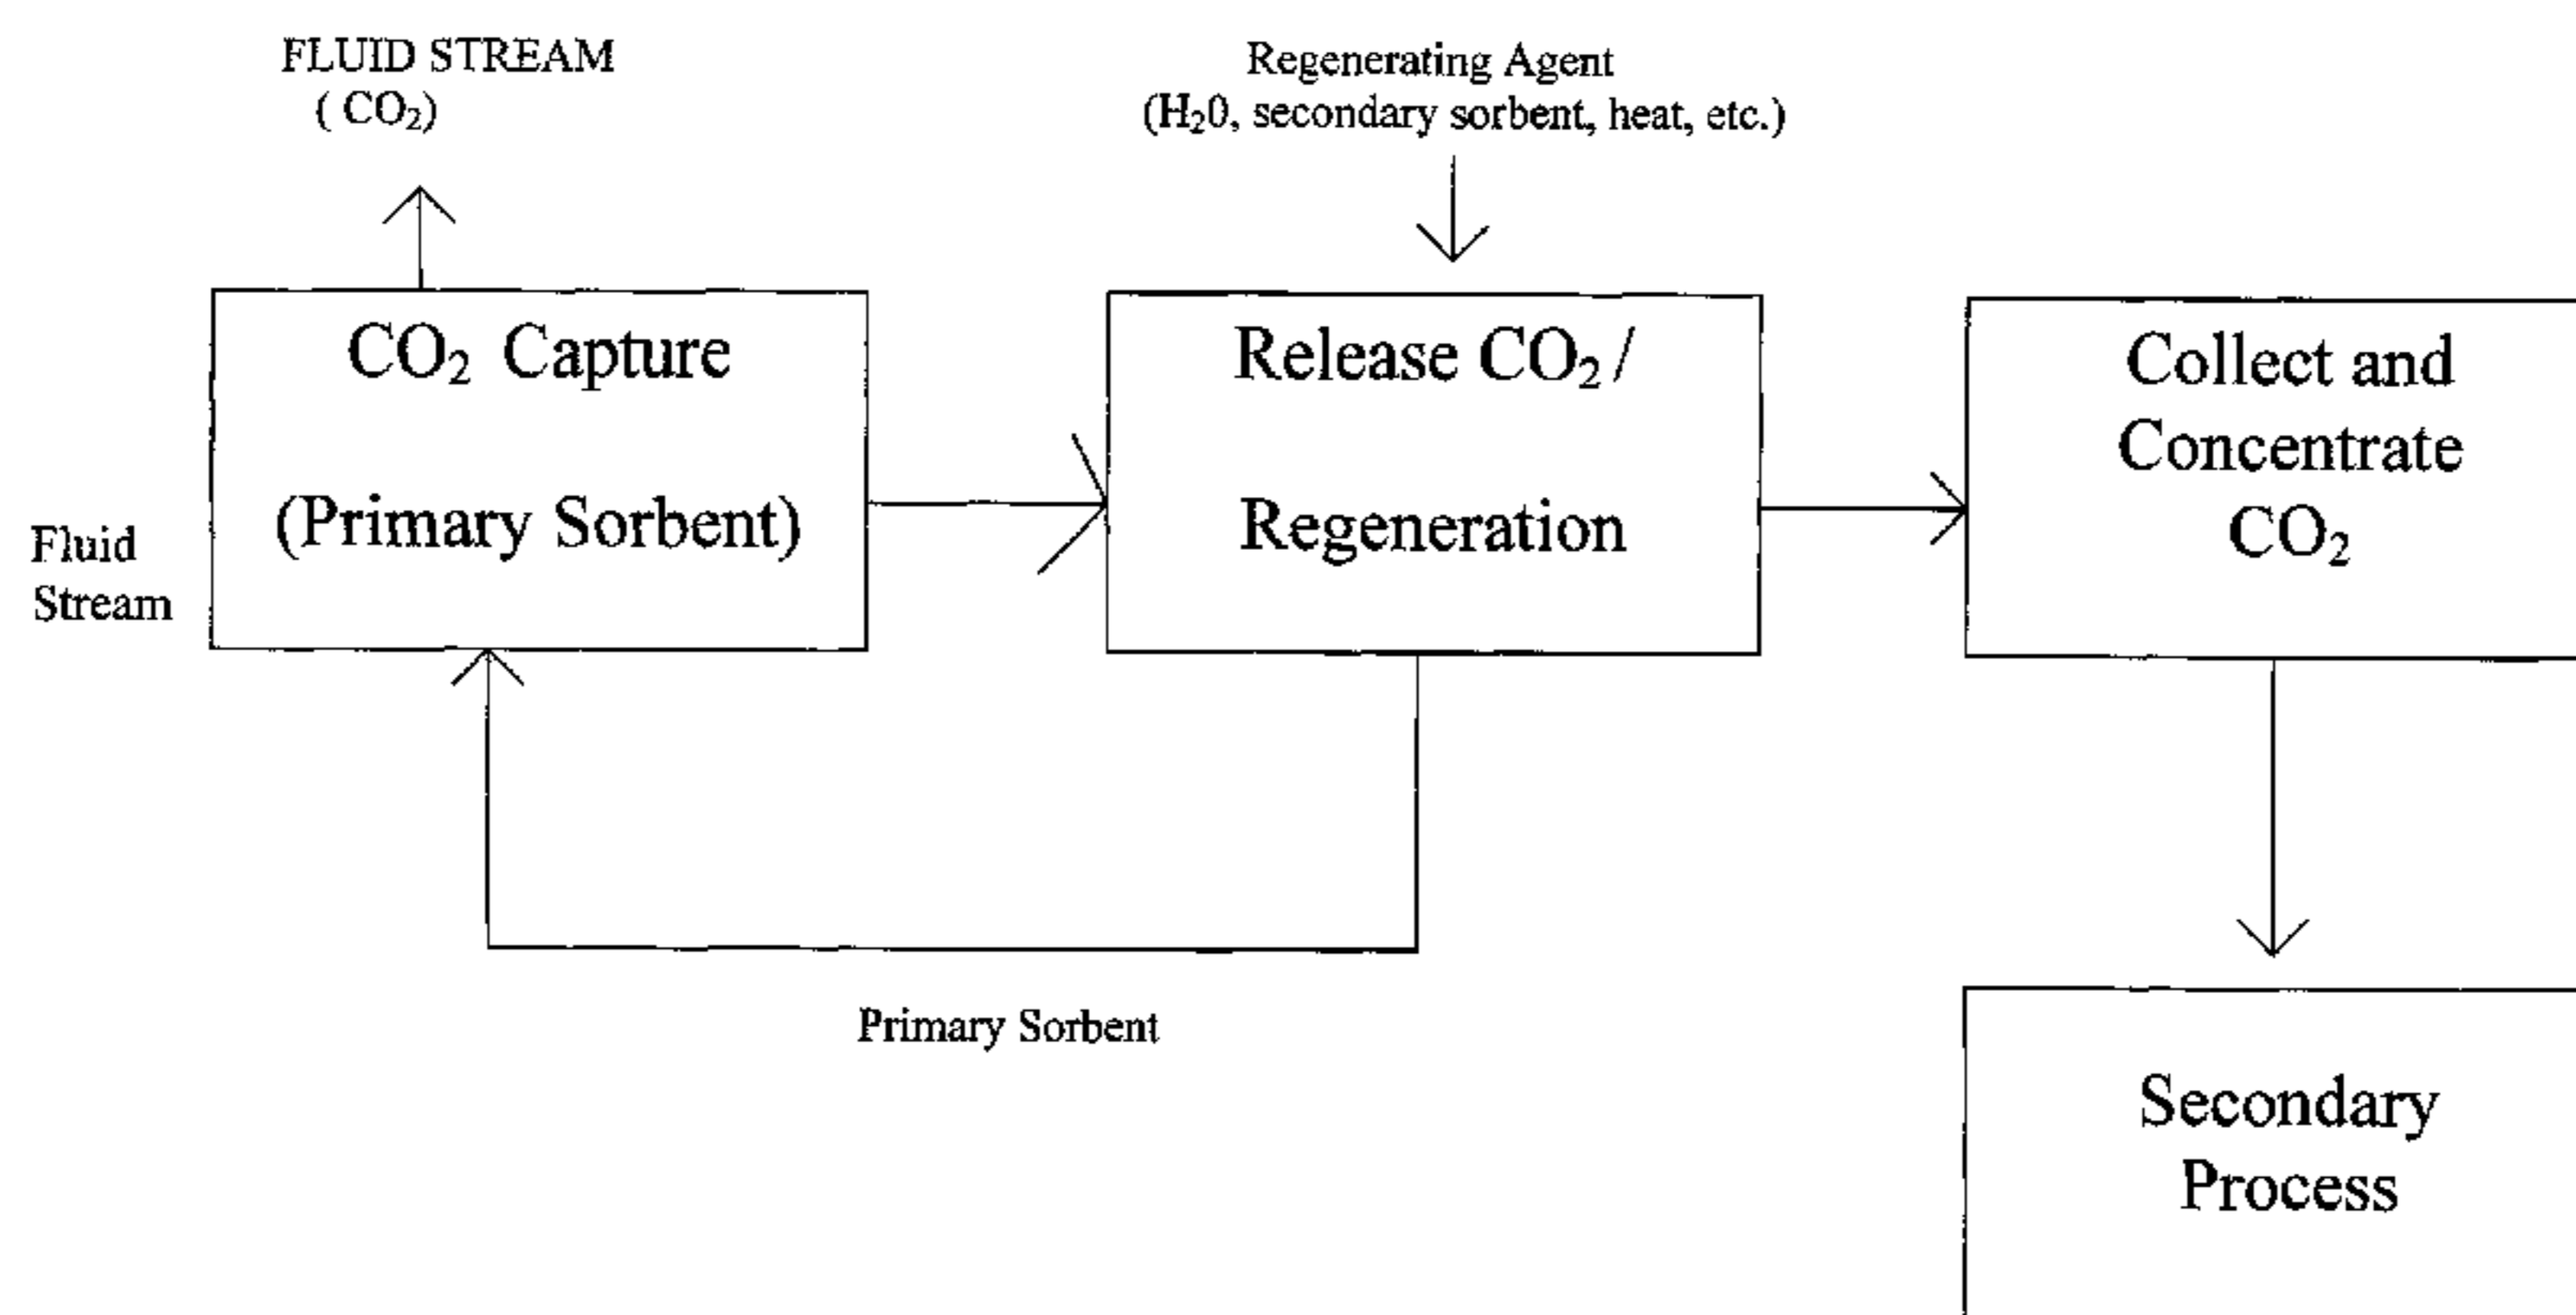 FLUID STREAM
( CO₂)
Regenerating Agent
(H₂0, secondary sorbent, heat, etc.)
CO₂ Capture
(Primary Sorbent)
Release CO₂ /
Regeneration
Collect and
Concentrate
CO₂
Fluid
Stream
Primary Sorbent
Secondary
Process